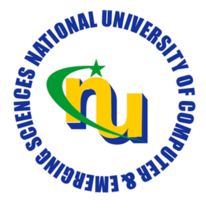 NATIONAL UNIVERSITY OF COMPUTER & EMERGING SCIENCES
nu